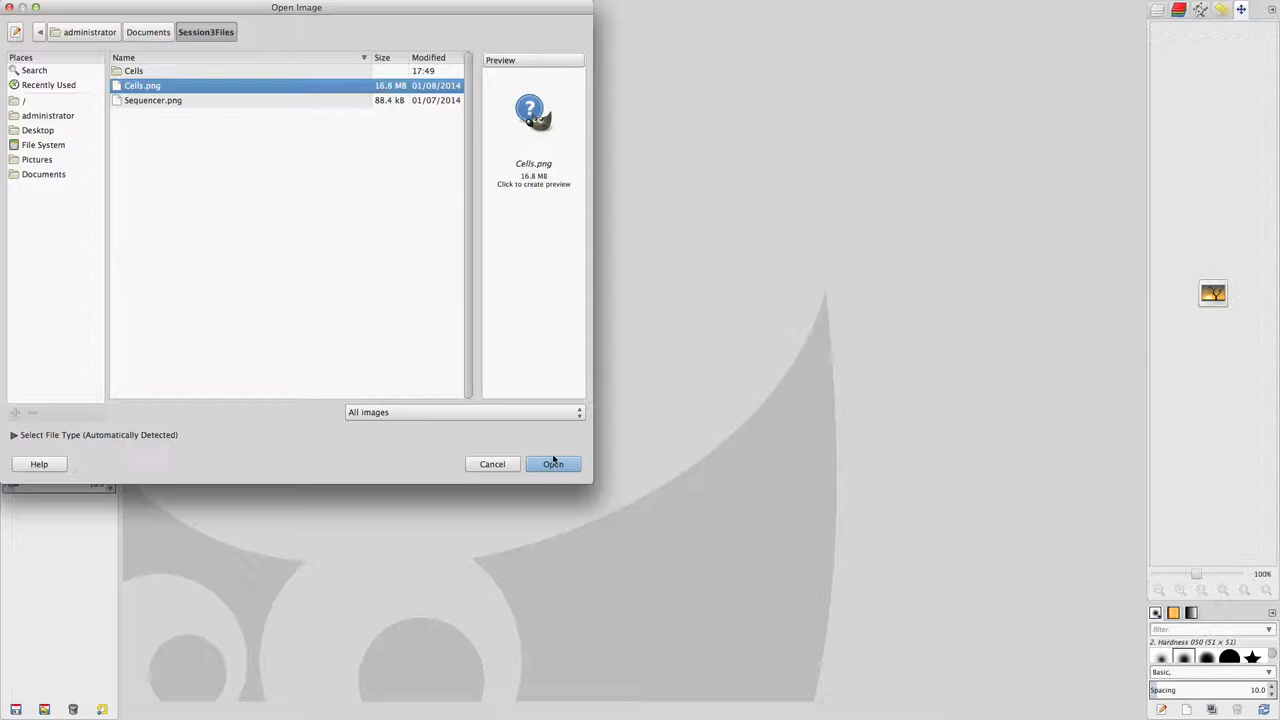 Open Image
administrator Documents Session3Files
Places
Search
Recently Used
/
administrator
Desktop
File System
Pictures
Documents
Name Size Modified
Cells 17:49
Cells.png 16.8 MB 01/08/2014
Sequencer.png 88.4 kB 01/07/2014
Preview
Cells.png
16.8 MB
Click to create preview
All images
Select File Type (Automatically Detected)
Help Cancel Open
10.0
100%
filter
2. Hardness 050 (51 × 51)
Basic,
Spacing 10.0